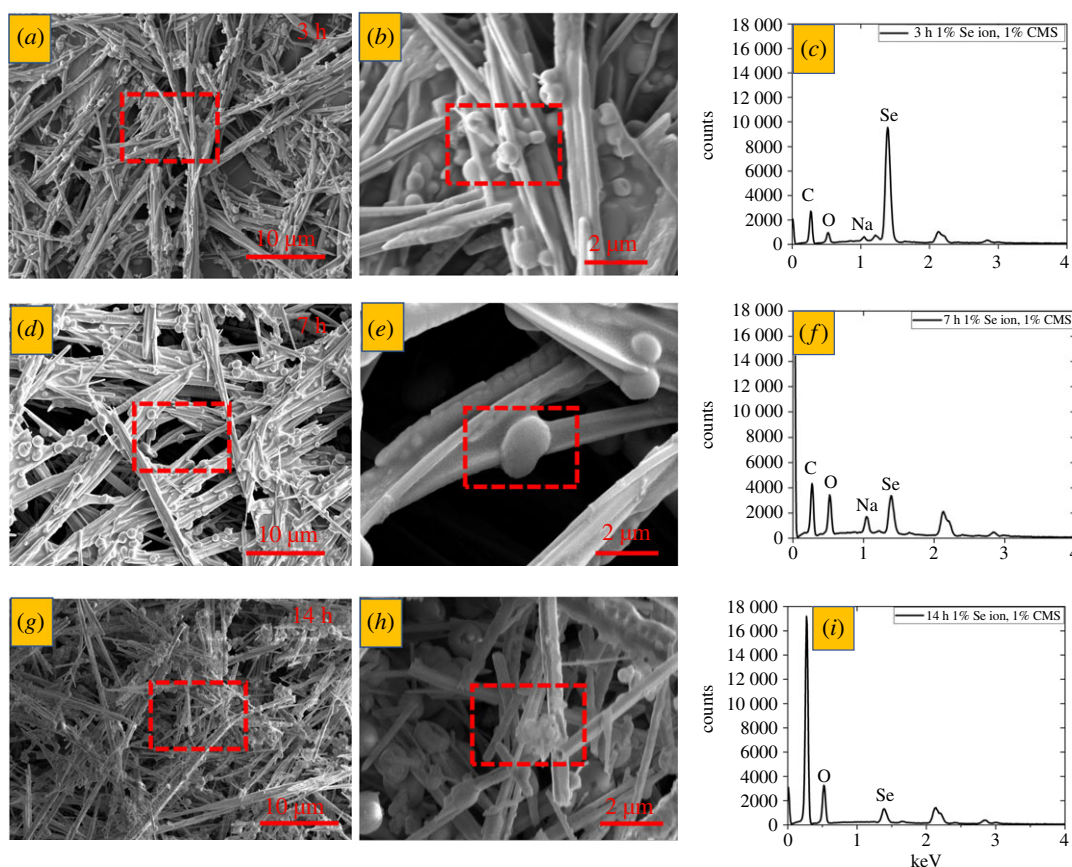 (a)
3 h
10 µm
(b)
2 µm
(c)
18 000
16 000
14 000
12 000
10 000
8000
6000
4000
2000
0
counts
3 h 1% Se ion, 1% CMS
C
O
Na
Se
0
1
2
3
4
(d)
7 h
10 µm
(e)
2 µm
(f)
18 000
16 000
14 000
12 000
10 000
8000
6000
4000
2000
0
counts
7 h 1% Se ion, 1% CMS
C
O
Na
Se
0
1
2
3
4
(g)
14 h
10 µm
(h)
2 µm
(i)
18 000
16 000
14 000
12 000
10 000
8000
6000
4000
2000
0
counts
14 h 1% Se ion, 1% CMS
O
Se
0
1
2
3
4
keV